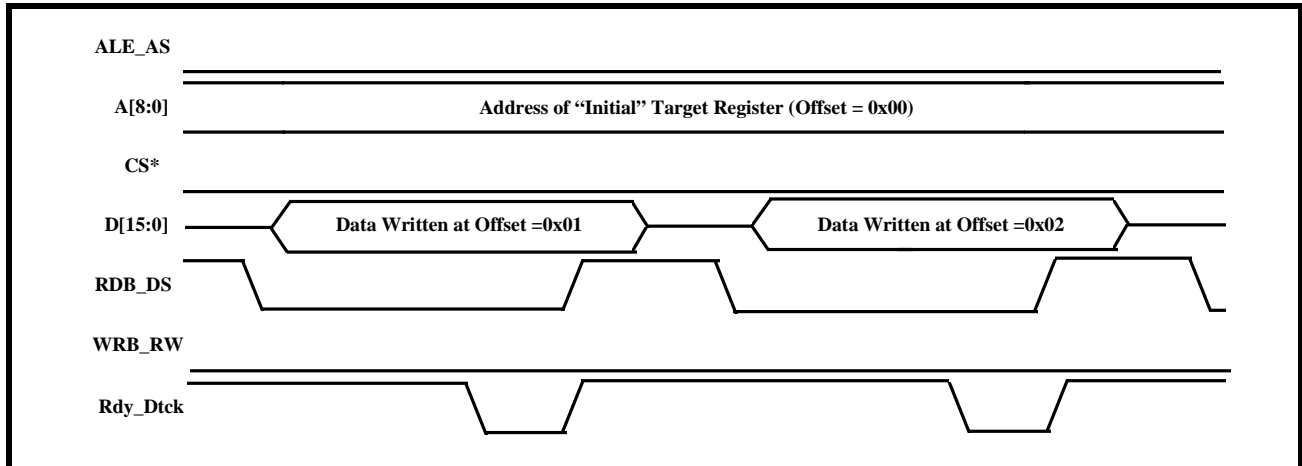 ALE_AS
A[8:0] Address of “Initial” Target Register (Offset = 0x00)
CS*
D[15:0] Data Written at Offset =0x01 Data Written at Offset =0x02
RDB_DS
WRB_RW
Rdy_Dtck